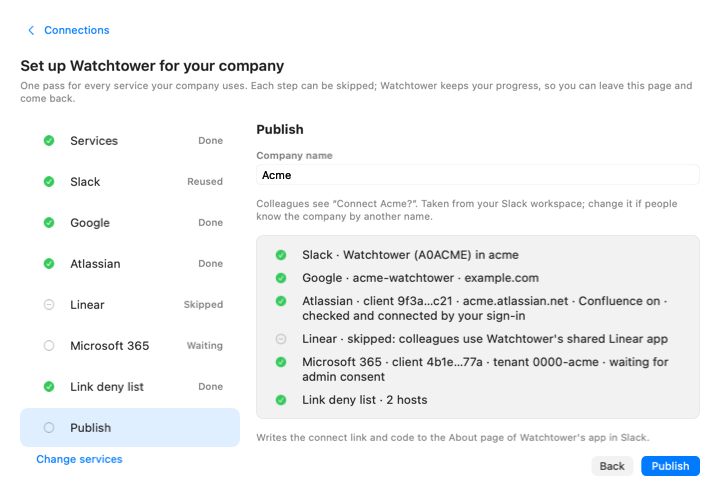 Connections
Set up Watchtower for your company
One pass for every service your company uses. Each step can be skipped; Watchtower keeps your progress, so you can leave this page and
come back.
Services Done
Slack Reused
Google Done
Atlassian Done
Linear Skipped
Microsoft 365 Waiting
Link deny list Done
Publish
Change services
Publish
Company name
Acme
Colleagues see “Connect Acme?”. Taken from your Slack workspace; change it if people
know the company by another name.
Slack · Watchtower (A0ACME) in acme
Google · acme-watchtower · example.com
Atlassian · client 9f3a…c21 · acme.atlassian.net · Confluence on ·
checked and connected by your sign-in
Linear · skipped: colleagues use Watchtower's shared Linear app
Microsoft 365 · client 4b1e…77a · tenant 0000-acme · waiting for
admin consent
Link deny list · 2 hosts
Writes the connect link and code to the About page of Watchtower's app in Slack.
Back Publish